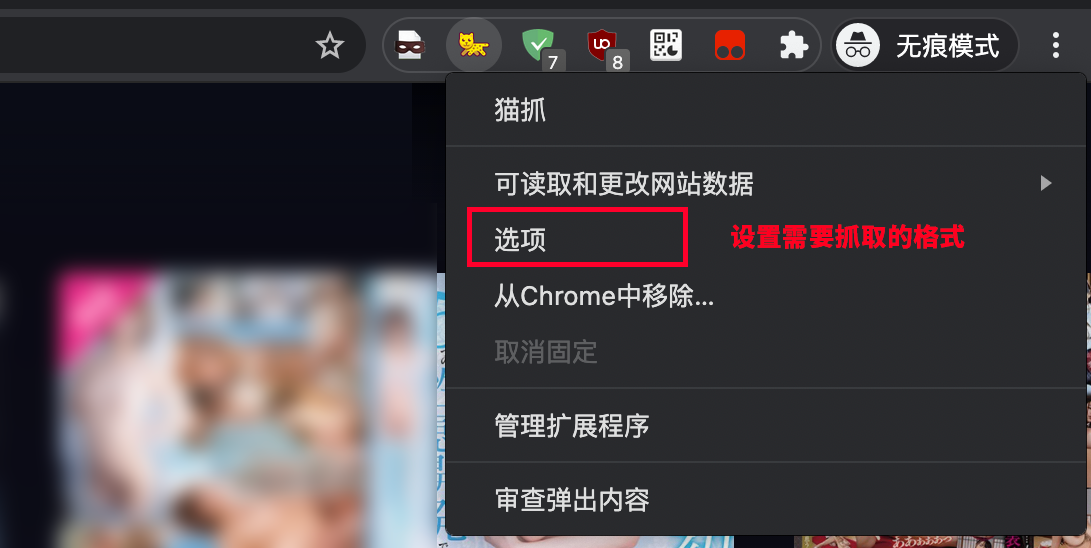 7
8
无痕模式
猫抓
可读取和更改网站数据
选项
设置需要抓取的格式
从Chrome中移除...
取消固定
管理扩展程序
审查弹出内容